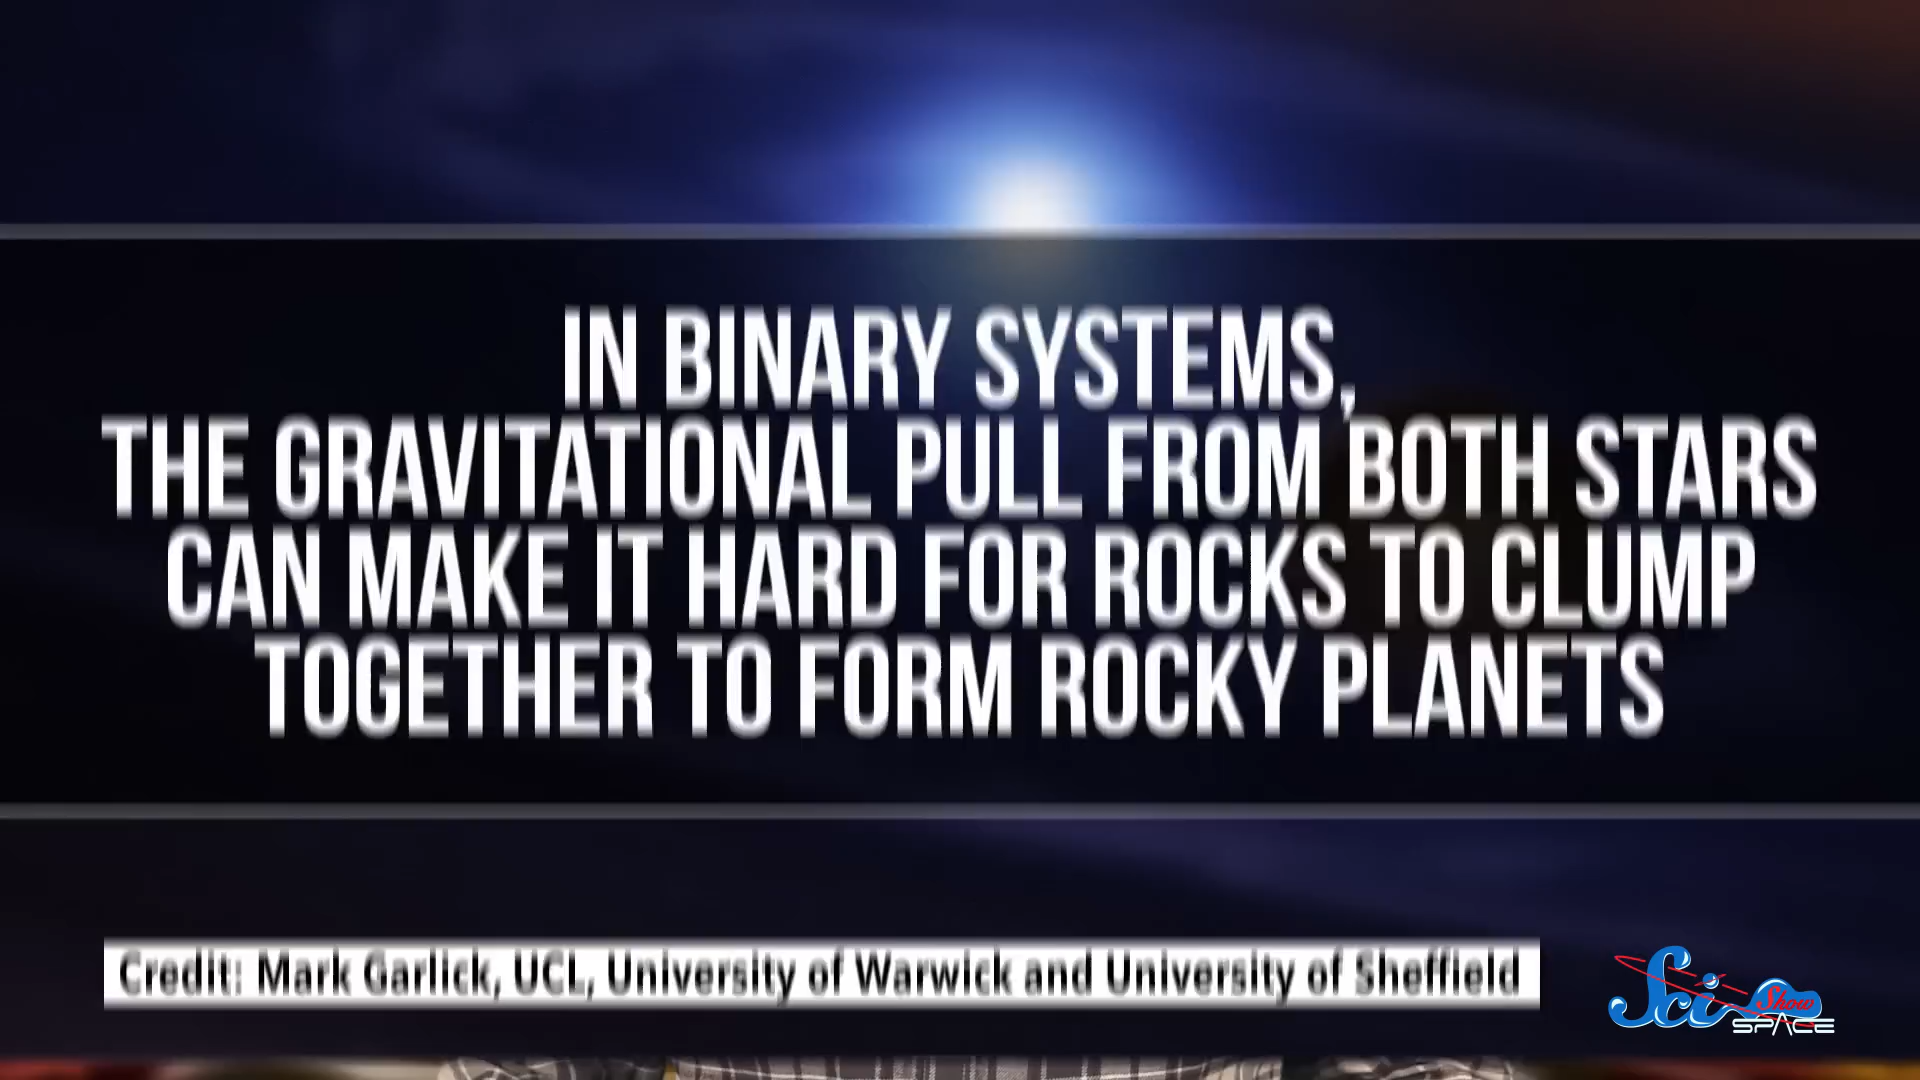 IN BINARY SYSTEMS,
THE GRAVITATIONAL PULL FROM BOTH STARS
CAN MAKE IT HARD FOR ROCKS TO CLUMP
TOGETHER TO FORM ROCKY PLANETS
Credit: Mark Garlick, UCL, University of Warwick and University of Sheffield
Sci Show
SPACE